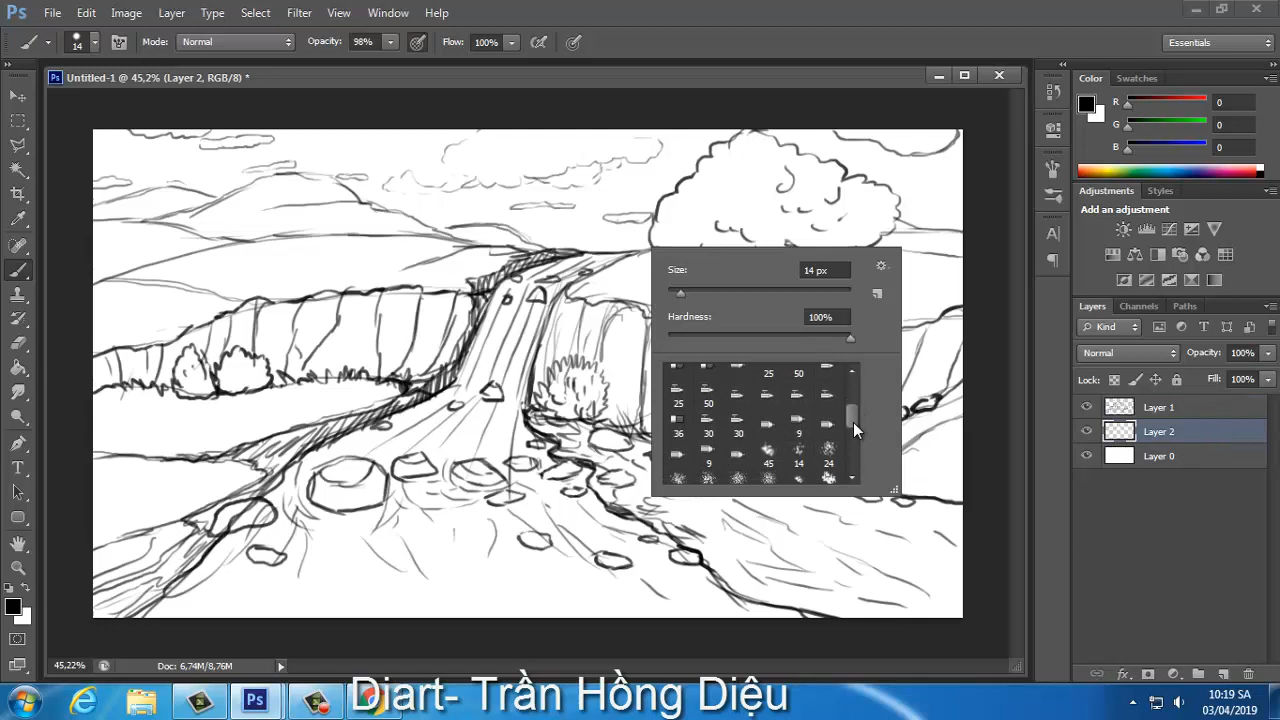 Ps File Edit Image Layer Type Select Filter View Window Help
14 Mode: Normal Opacity: 98% Flow: 100% Essentials
Ps Untitled-1 @ 45,2% (Layer 2, RGB/8) *
Color Swatches
R 0
G 0
B 0
Adjustments Styles
Add an adjustment
Size: 14 px
Hardness: 100%
25 50
25 50
36 30 30 9
9 45 14 24
Layers Channels Paths
Kind
Normal Opacity: 100%
Lock: Fill: 100%
Layer 1
Layer 2
Layer 0
45,22% Doc: 6,74M/8,76M
Djart- Trần Hồng Diệu
10:19 SA
03/04/2019